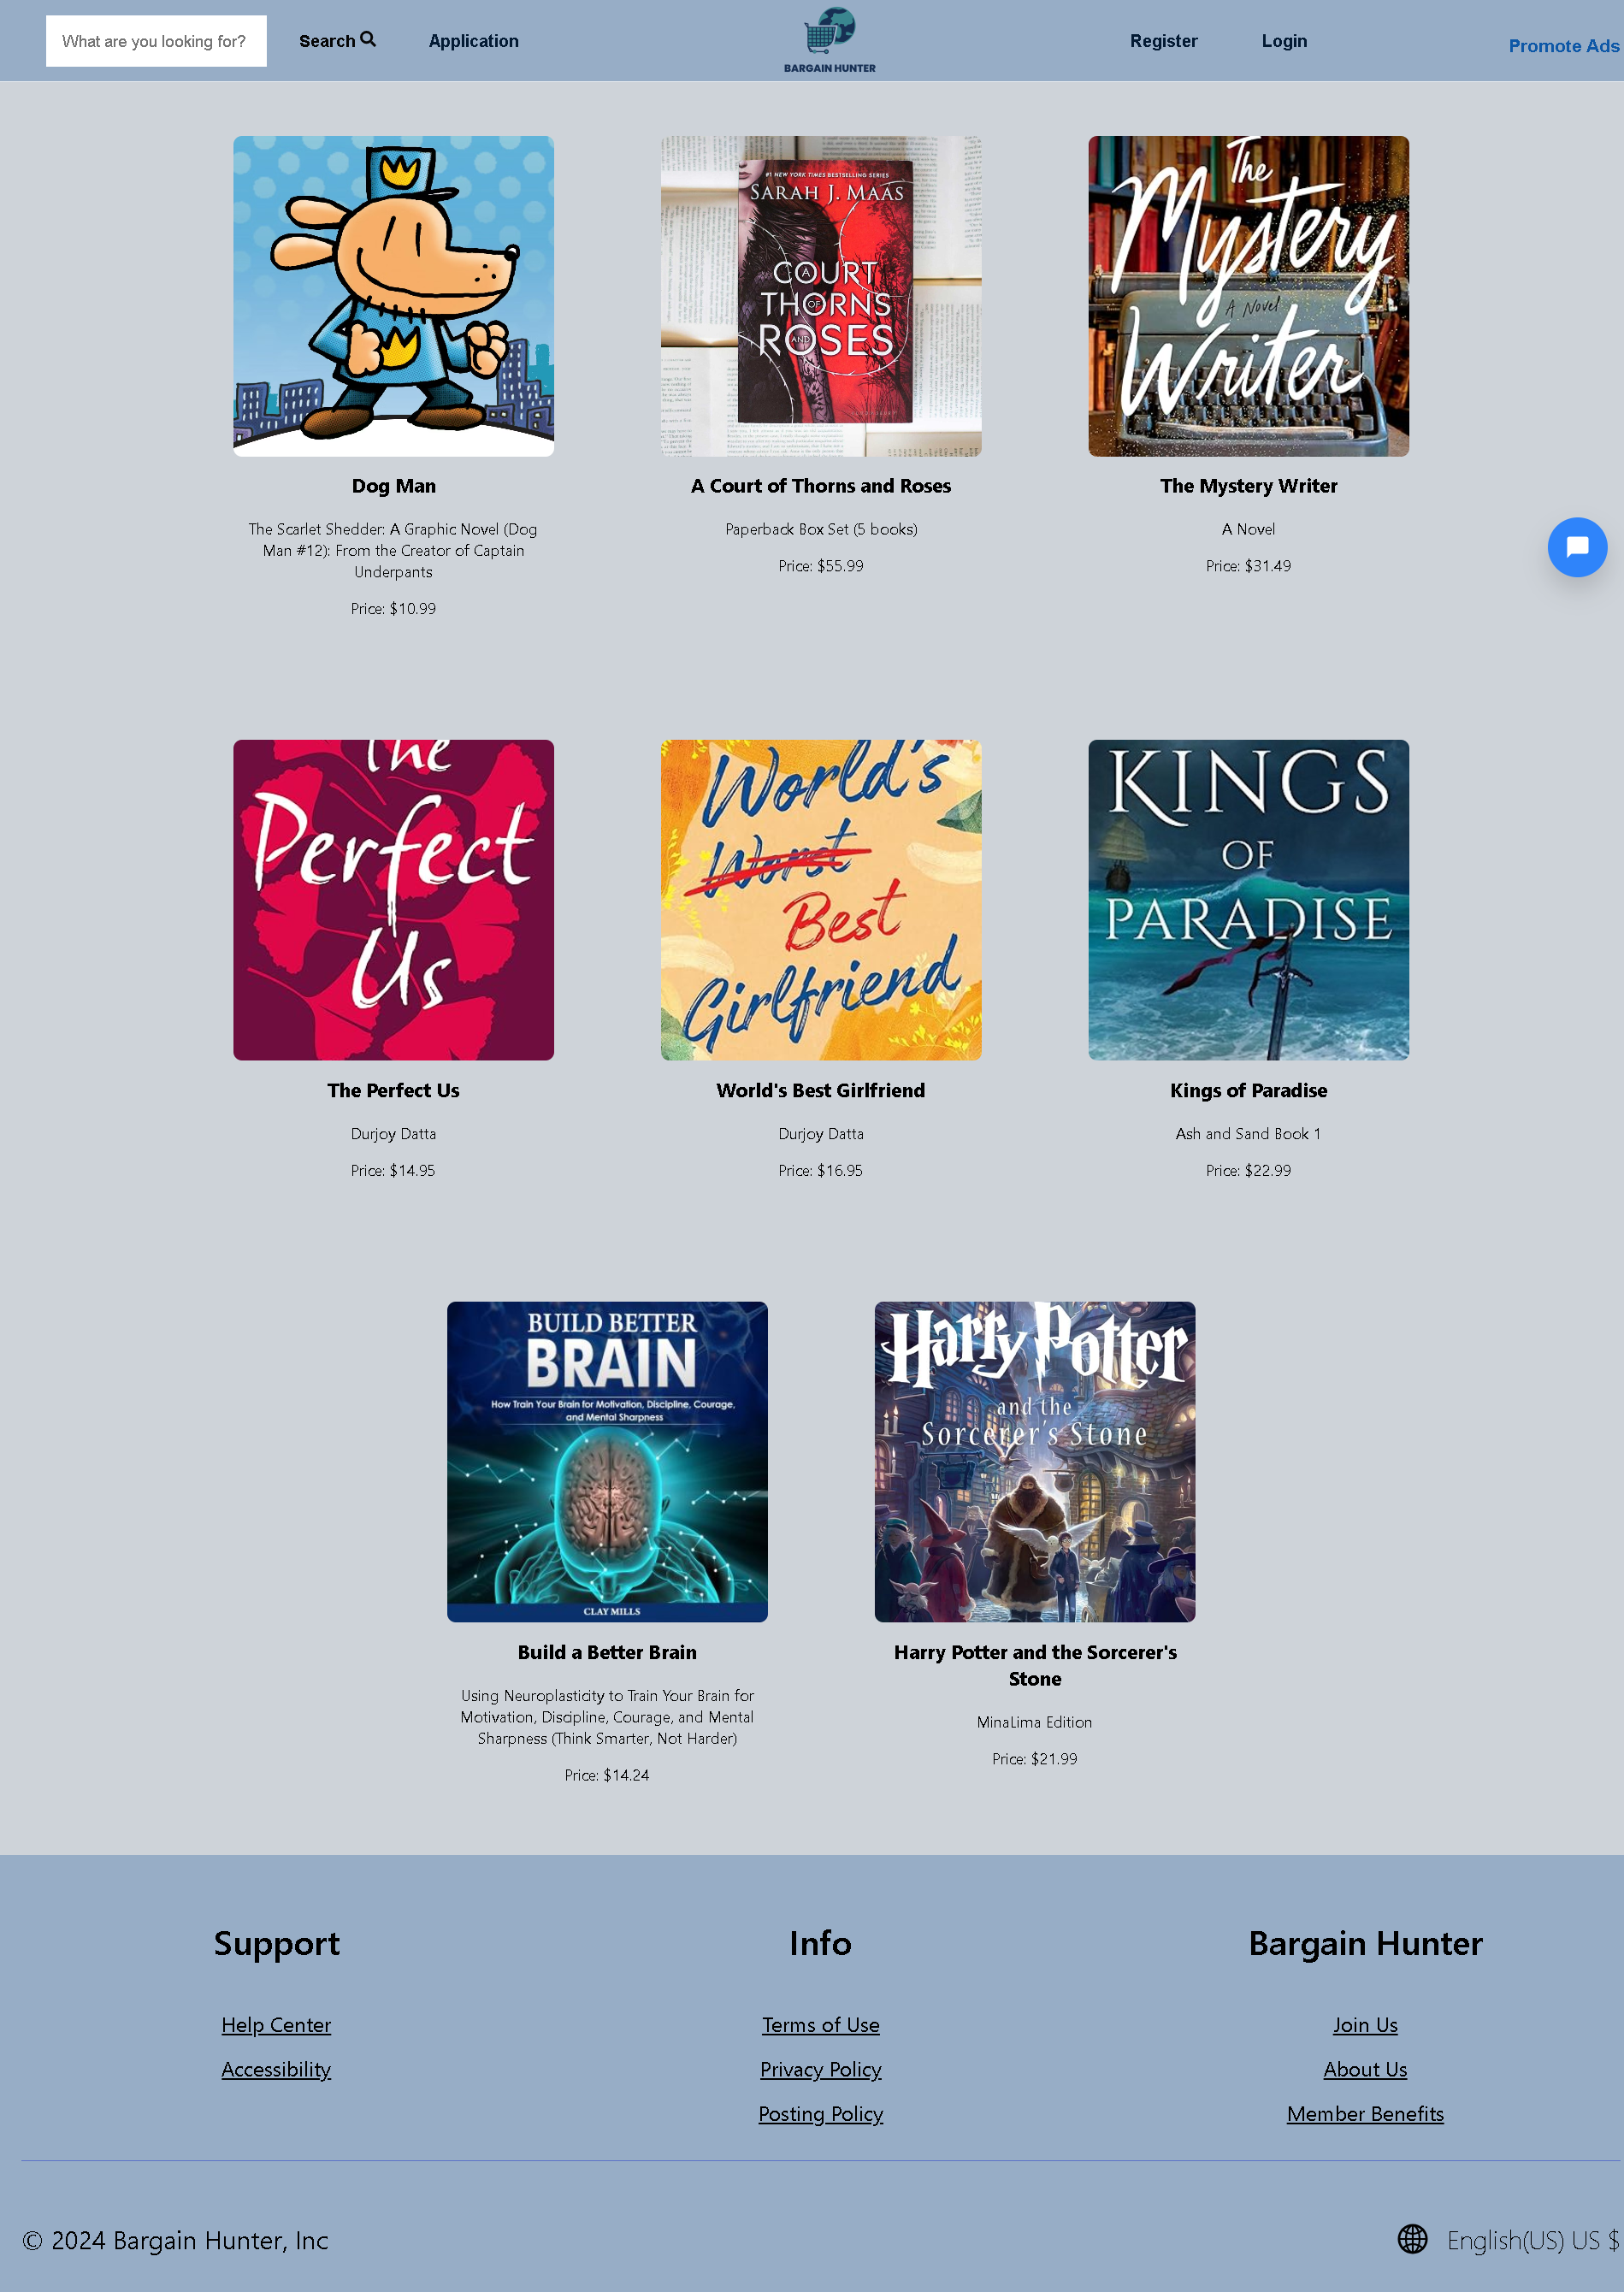 What are you looking for?
Search
Application
BARGAIN HUNTER
Register
Login
Promote Ads
#1 NEW YORK TIMES BESTSELLING SERIES
SARAH J. MAAS
A
COURT
THORNS
OF
ROSES
AND
The
Mystery
A Novel
Writer
Dog Man
The Scarlet Shedder: A Graphic Novel (Dog
Man #12): From the Creator of Captain
Underpants
Price: $10.99
A Court of Thorns and Roses
Paperback Box Set (5 books)
Price: $55.99
The Mystery Writer
A Novel
Price: $31.49
The
Perfect
Us
World's
Worst
Best
Girlfriend
KINGS
OF
PARADISE
The Perfect Us
Durjoy Datta
Price: $14.95
World's Best Girlfriend
Durjoy Datta
Price: $16.95
Kings of Paradise
Ash and Sand Book 1
Price: $22.99
BUILD BETTER
BRAIN
How Train Your Brain for Motivation, Discipline, Courage,
and Mental Sharpness
CLAY MILLS
Harry Potter
and the
Sorcerer's Stone
Build a Better Brain
Using Neuroplasticity to Train Your Brain for
Motivation, Discipline, Courage, and Mental
Sharpness (Think Smarter, Not Harder)
Price: $14.24
Harry Potter and the Sorcerer's
Stone
MinaLima Edition
Price: $21.99
Support
Help Center
Accessibility
Info
Terms of Use
Privacy Policy
Posting Policy
Bargain Hunter
Join Us
About Us
Member Benefits
© 2024 Bargain Hunter, Inc
English(US) US $